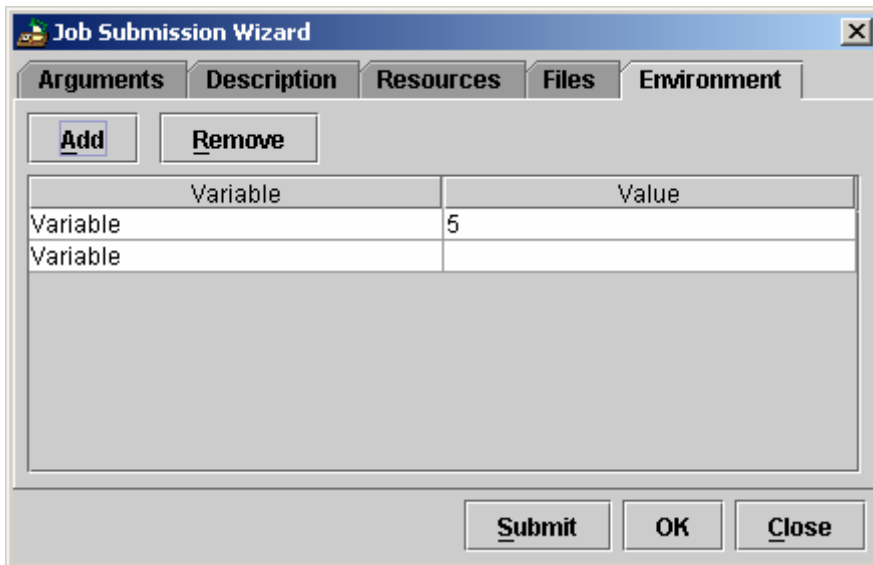 Job Submission Wizard
Arguments Description Resources Files Environment
Add Remove
Variable Value
Variable 5
Variable
Submit OK Close